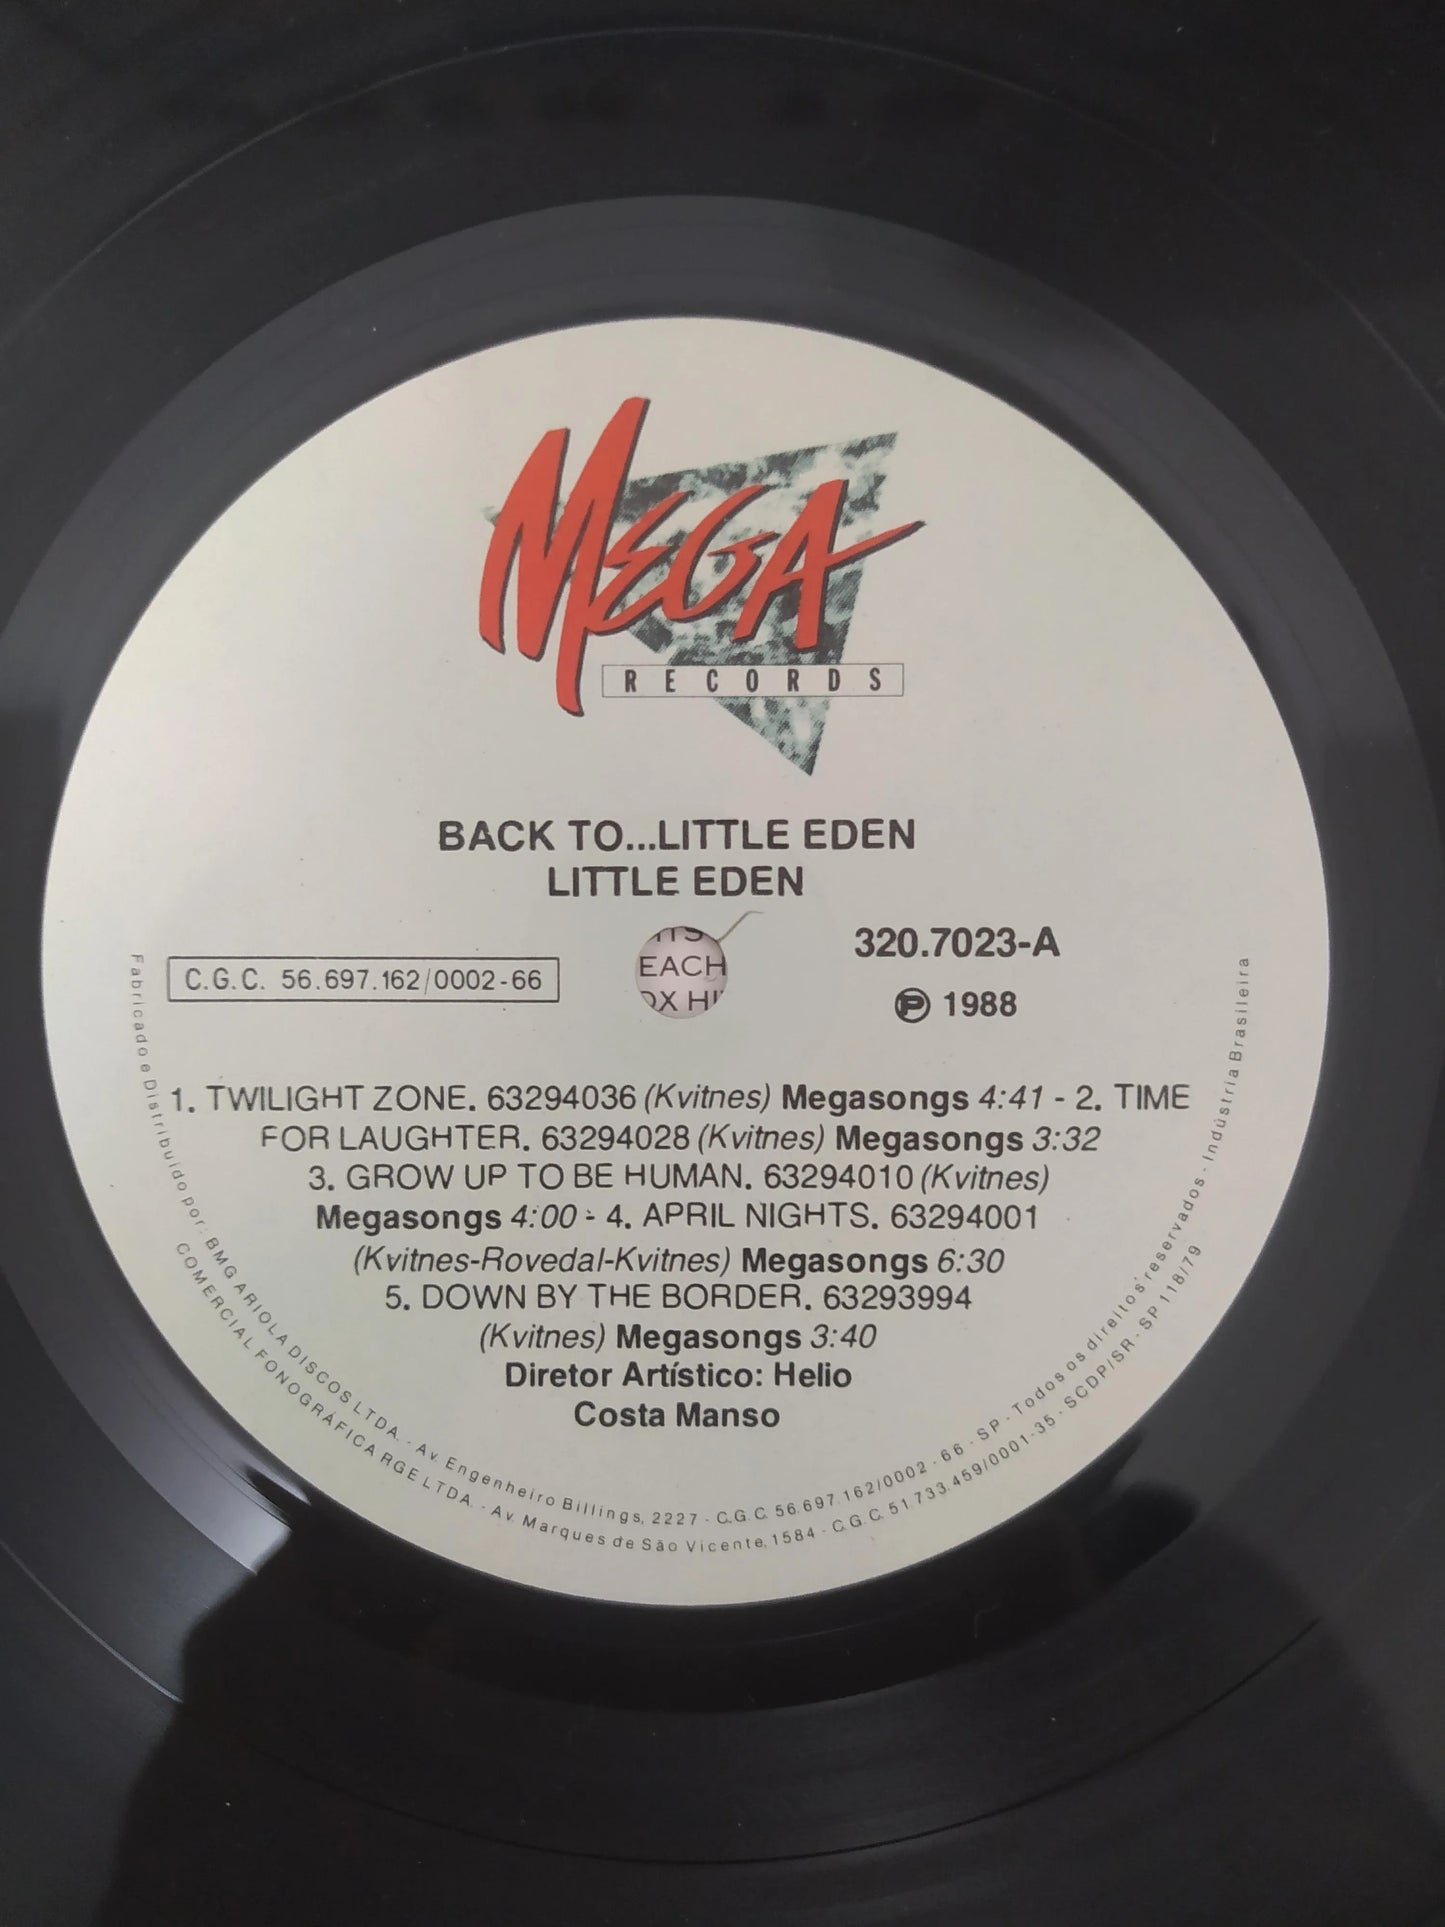 MEGA
RECORDS
BACK TO...LITTLE EDEN
LITTLE EDEN
320.7023-A
C.G.C. 56.697.162/0002-66
EACH
℗ 1988
1. TWILIGHT ZONE. 63294036 (Kvitnes) Megasongs 4:41 - 2. TIME
FOR LAUGHTER. 63294028 (Kvitnes) Megasongs 3:32
3. GROW UP TO BE HUMAN. 63294010 (Kvitnes)
Megasongs 4:00 - 4. APRIL NIGHTS. 63294001
(Kvitnes-Rovedal-Kvitnes) Megasongs 6:30
5. DOWN BY THE BORDER. 63293994
(Kvitnes) Megasongs 3:40
Diretor Artístico: Helio
Costa Manso
Fabricado e Distribuido por: BMG ARIOLA DISCOS LTDA. - Av. Engenheiro Billings, 2227 - C.G.C. 56.697.162/0002-66 - SP - Todos os direitos reservados - Indústria Brasileira
COMERCIAL FONOGRÁFICA RGE LTDA. - Av. Marques de São Vicente, 1584 - C.G.C. 51.733.459/0001-35 - SCDP/SR - SP 118/79